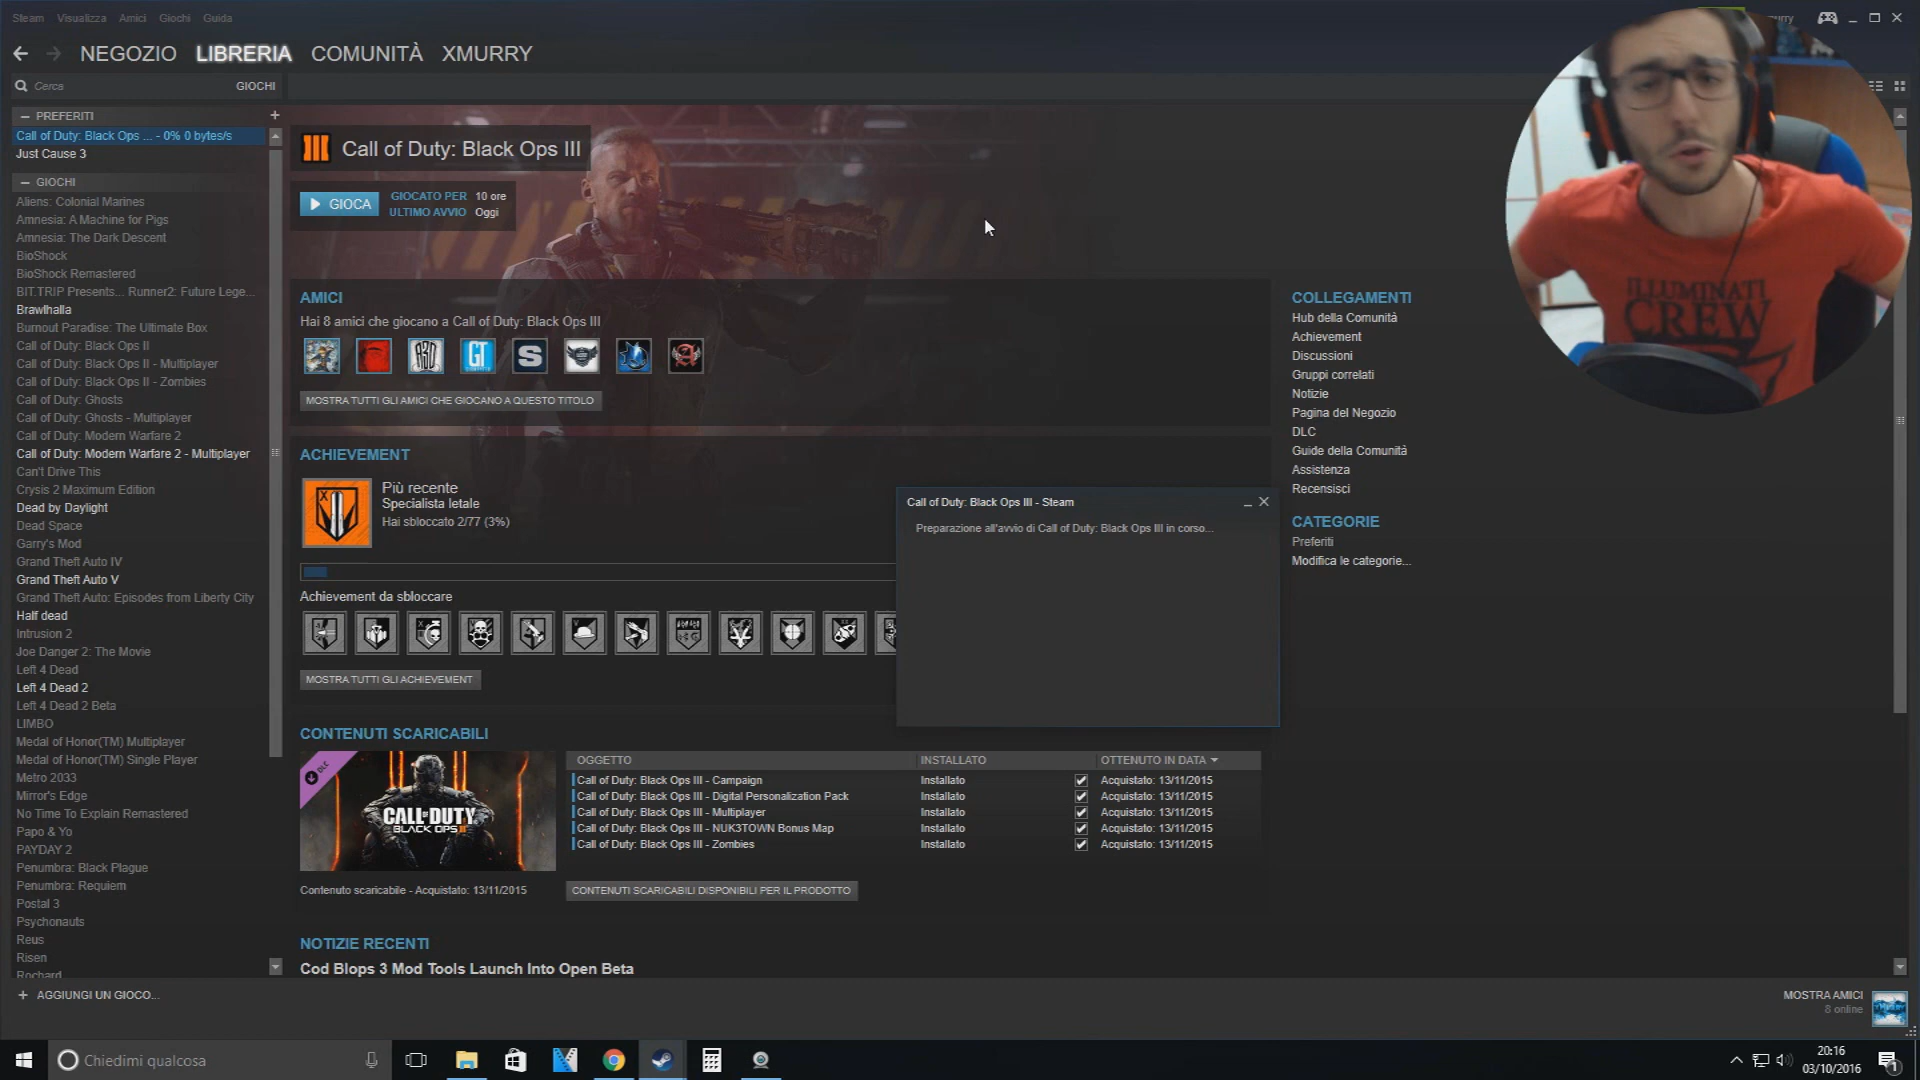 Steam Visualizza Amici Giochi Guida
NEGOZIO LIBRERIA COMUNITÀ XMURRY
Cerca GIOCHI
PREFERITI
Call of Duty: Black Ops ... - 0% 0 bytes/s
Just Cause 3
GIOCHI
Aliens: Colonial Marines
Amnesia: A Machine for Pigs
Amnesia: The Dark Descent
BioShock
BioShock Remastered
BIT.TRIP Presents... Runner2: Future Lege...
Brawlhalla
Burnout Paradise: The Ultimate Box
Call of Duty: Black Ops II
Call of Duty: Black Ops II - Multiplayer
Call of Duty: Black Ops II - Zombies
Call of Duty: Ghosts
Call of Duty: Ghosts - Multiplayer
Call of Duty: Modern Warfare 2
Call of Duty: Modern Warfare 2 - Multiplayer
Can't Drive This
Crysis 2 Maximum Edition
Dead by Daylight
Dead Space
Garry's Mod
Grand Theft Auto IV
Grand Theft Auto V
Grand Theft Auto: Episodes from Liberty City
Half dead
Intrusion 2
Joe Danger 2: The Movie
Left 4 Dead
Left 4 Dead 2
Left 4 Dead 2 Beta
LIMBO
Medal of Honor(TM) Multiplayer
Medal of Honor(TM) Single Player
Metro 2033
Mirror's Edge
No Time To Explain Remastered
Papo & Yo
PAYDAY 2
Penumbra: Black Plague
Penumbra: Requiem
Postal 3
Psychonauts
Reus
Risen
Rochard
AGGIUNGI UN GIOCO...
Call of Duty: Black Ops III
GIOCA
GIOCATO PER 10 ore
ULTIMO AVVIO Oggi
AMICI
Hai 8 amici che giocano a Call of Duty: Black Ops III
GT
S
MOSTRA TUTTI GLI AMICI CHE GIOCANO A QUESTO TITOLO
ACHIEVEMENT
Più recente
Specialista letale
Hai sbloccato 2/77 (3%)
Achievement da sbloccare
MOSTRA TUTTI GLI ACHIEVEMENT
CONTENUTI SCARICABILI
DLC
CALL OF DUTY
BLACK OPS III
Contenuto scaricabile - Acquistato: 13/11/2015
OGGETTO INSTALLATO OTTENUTO IN DATA
Call of Duty: Black Ops III - Campaign Installato Acquistato: 13/11/2015
Call of Duty: Black Ops III - Digital Personalization Pack Installato Acquistato: 13/11/2015
Call of Duty: Black Ops III - Multiplayer Installato Acquistato: 13/11/2015
Call of Duty: Black Ops III - NUK3TOWN Bonus Map Installato Acquistato: 13/11/2015
Call of Duty: Black Ops III - Zombies Installato Acquistato: 13/11/2015
CONTENUTI SCARICABILI DISPONIBILI PER IL PRODOTTO
NOTIZIE RECENTI
Cod Blops 3 Mod Tools Launch Into Open Beta
Call of Duty: Black Ops III - Steam
Preparazione all'avvio di Call of Duty: Black Ops III in corso...
COLLEGAMENTI
Hub della Comunità
Achievement
Discussioni
Gruppi correlati
Notizie
Pagina del Negozio
DLC
Guide della Comunità
Assistenza
Recensisci
CATEGORIE
Preferiti
Modifica le categorie...
ILLUMINATI
CREW
MOSTRA AMICI
8 online
Chiedimi qualcosa
20:16
03/10/2016
1